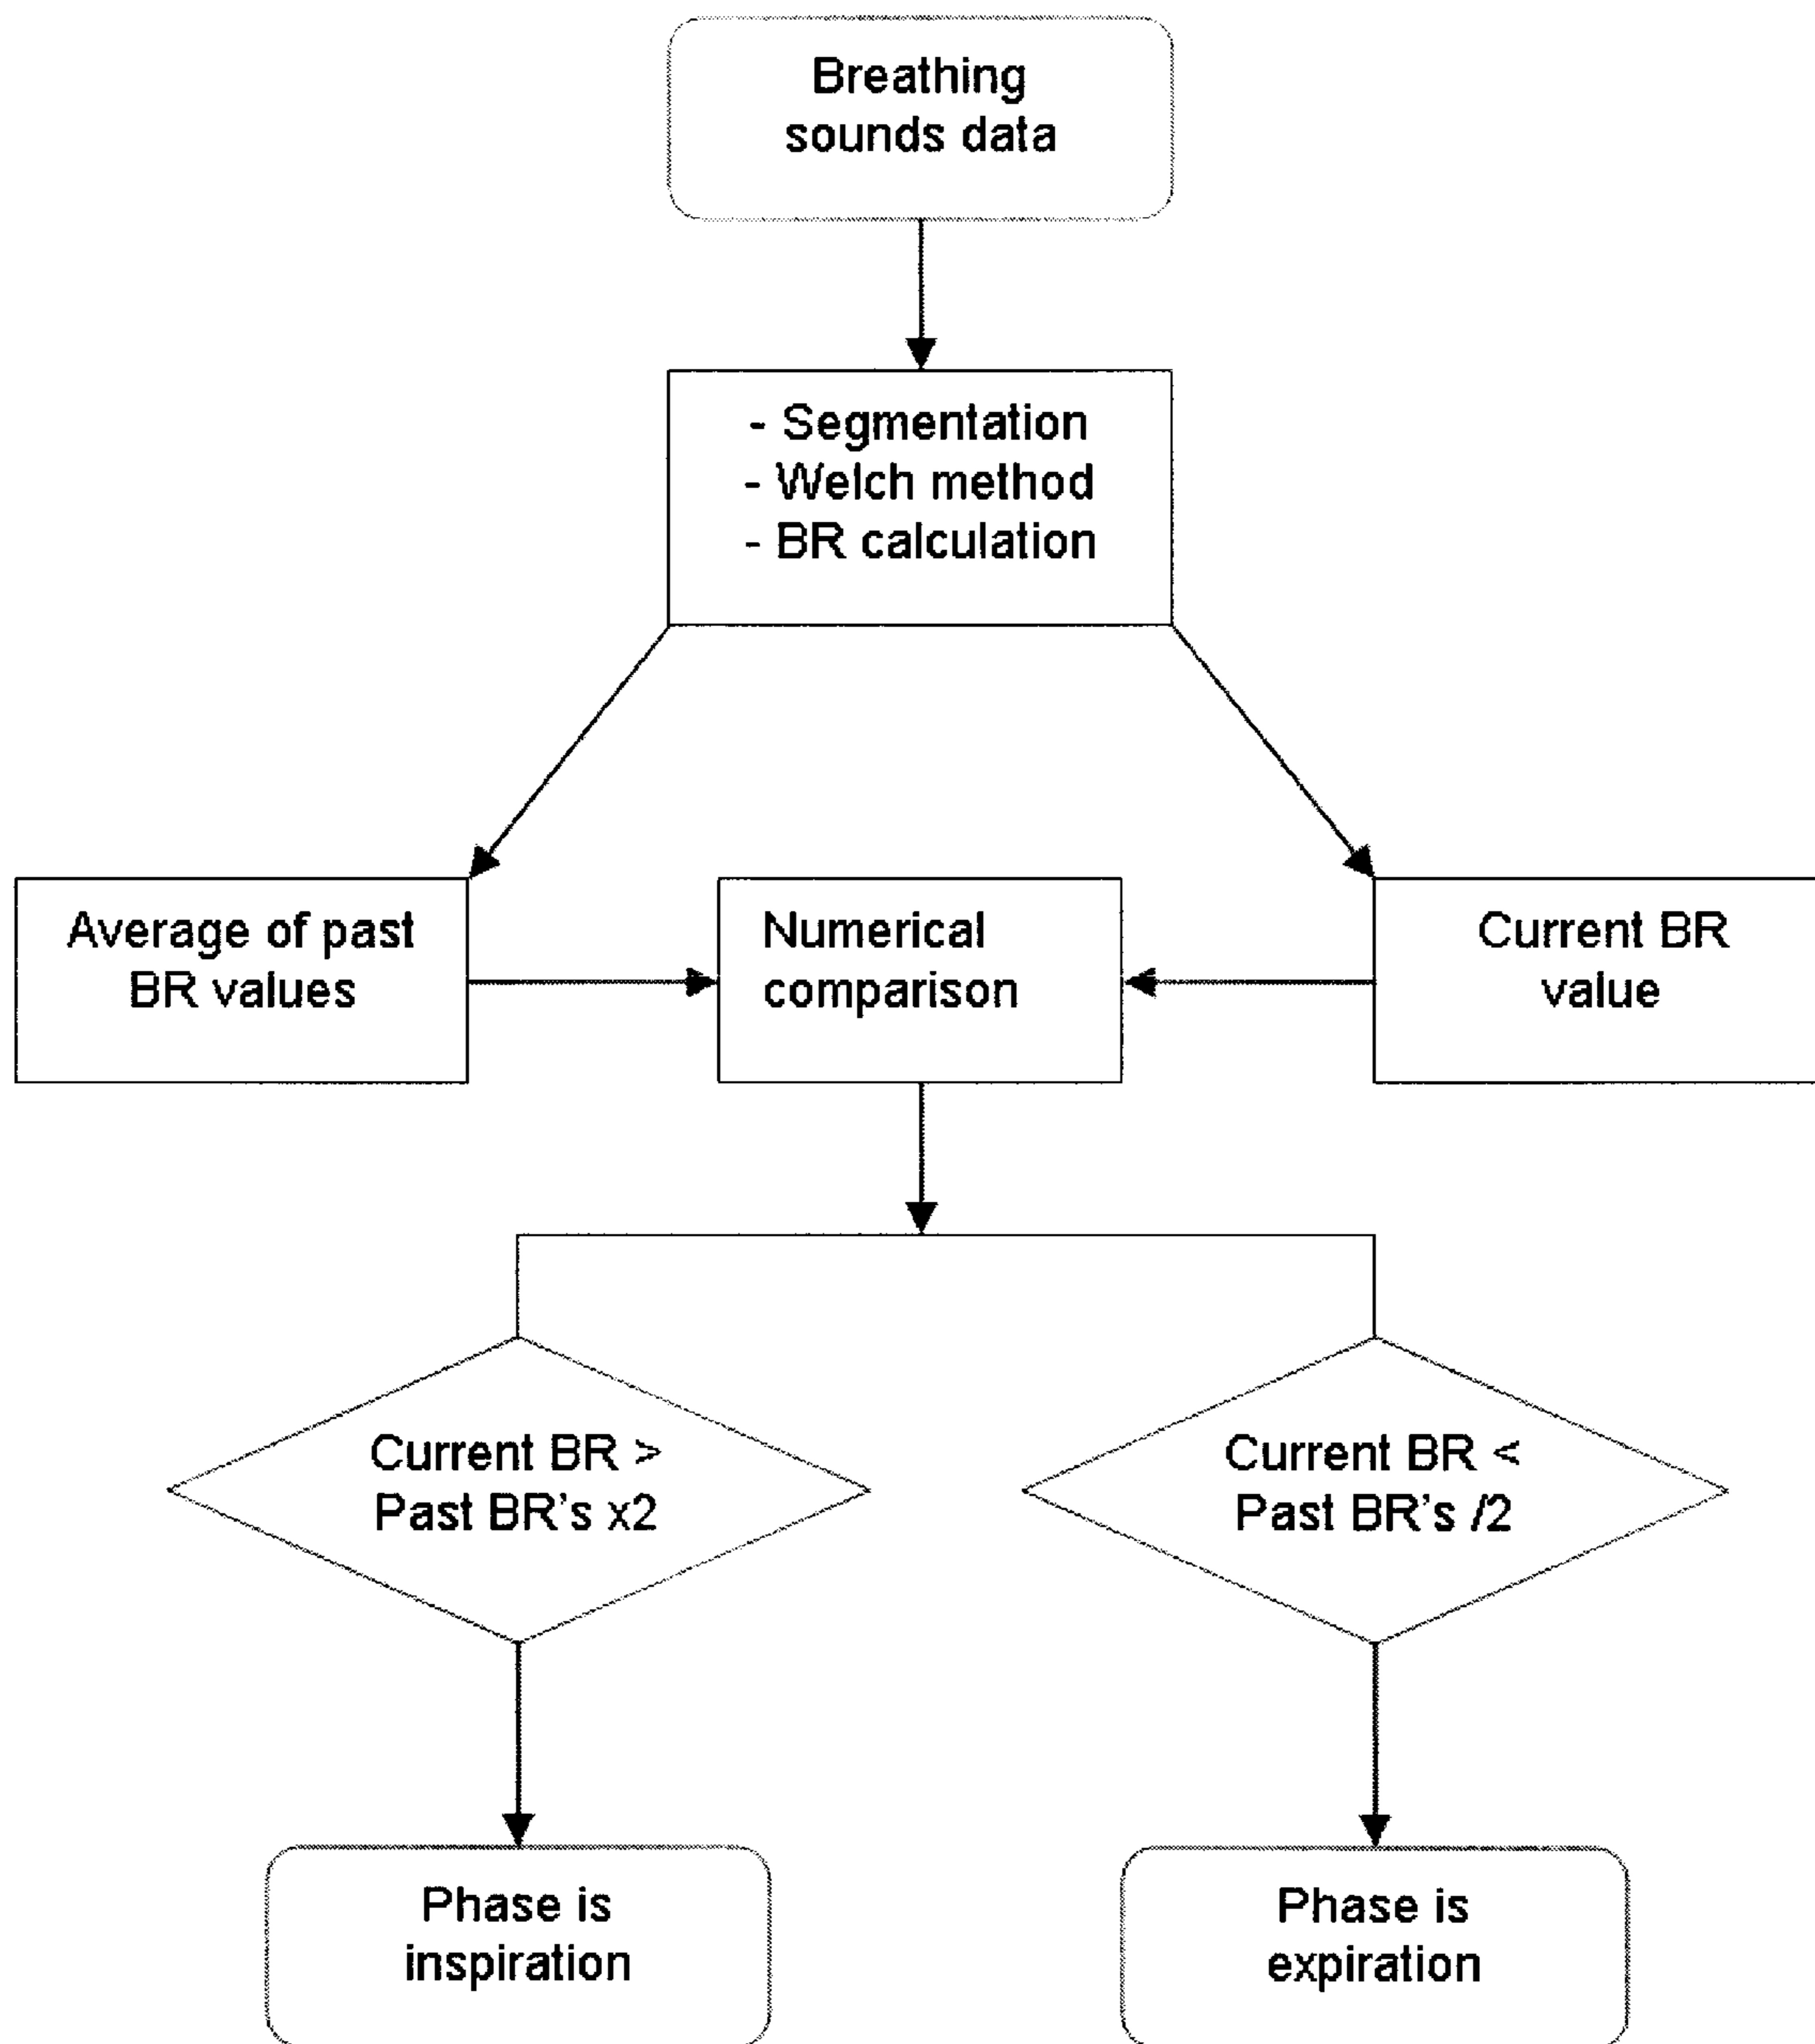 Breathing
sounds data
- Segmentation
- Welch method
- BR calculation
Average of past
BR values
Numerical
comparison
Current BR
value
Current BR >
Past BR's x2
Current BR <
Past BR's /2
Phase is
inspiration
Phase is
expiration